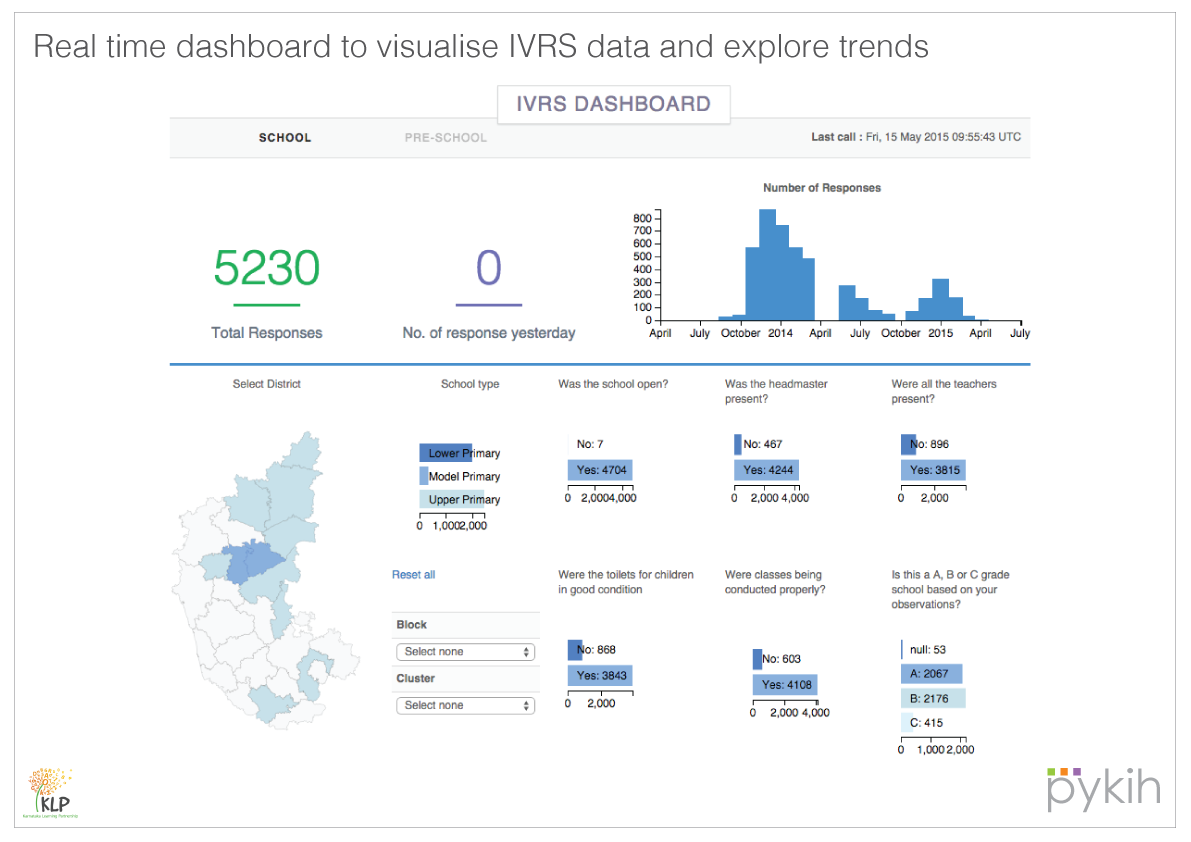 Real time dashboard to visualise IVRS data and explore trends
IVRS DASHBOARD
SCHOOL PRE-SCHOOL Last call : Fri, 15 May 2015 09:55:43 UTC
5230
Total Responses
0
No. of response yesterday
Number of Responses
800
700
600
500
400
300
200
100
0
April July October 2014 April July October 2015 April July
Select District
School type
Lower Primary
Model Primary
Upper Primary
0 1,0002,000
Was the school open?
No: 7
Yes: 4704
0 2,0004,000
Was the headmaster
present?
No: 467
Yes: 4244
0 2,000 4,000
Were all the teachers
present?
No: 896
Yes: 3815
0 2,000
Reset all
Block
Select none
Cluster
Select none
Were the toilets for children
in good condition
No: 868
Yes: 3843
0 2,000
Were classes being
conducted properly?
No: 603
Yes: 4108
0 2,000 4,000
Is this a A, B or C grade
school based on your
observations?
null: 53
A: 2067
B: 2176
C: 415
0 1,000 2,000
KLP
Karnataka Learning Partnership
pykih